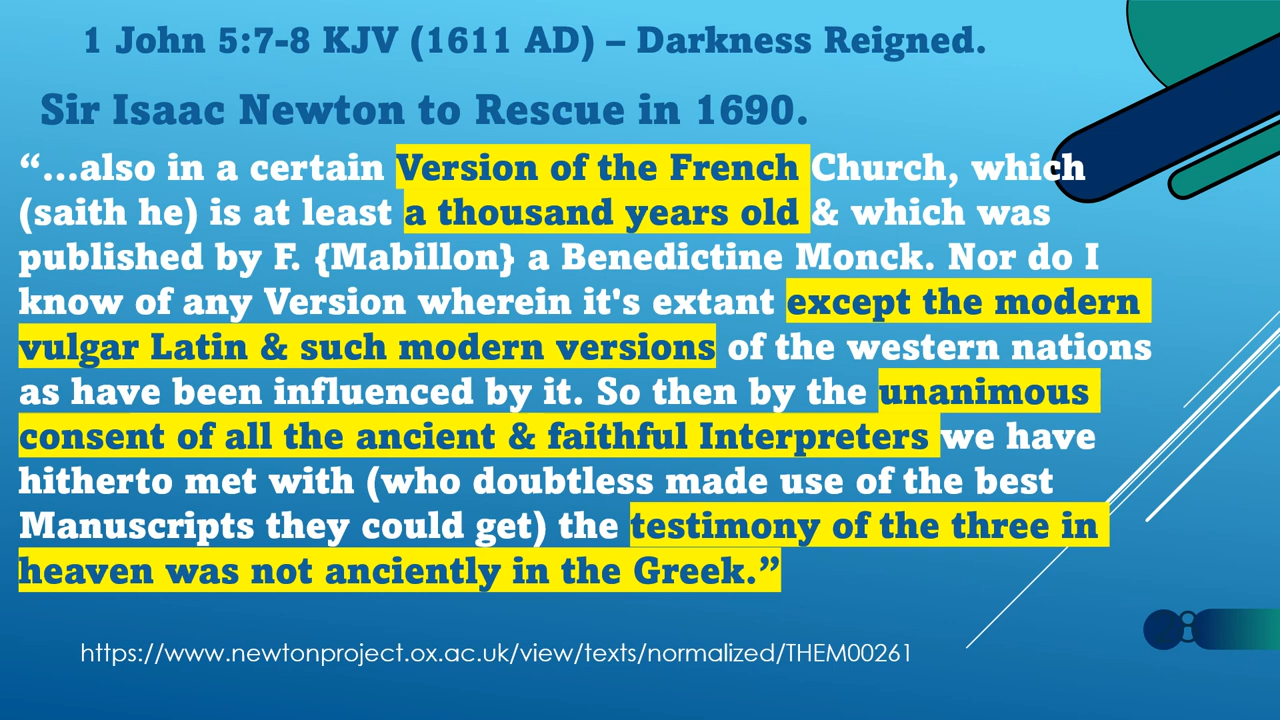 1 John 5:7-8 KJV (1611 AD) – Darkness Reigned.
Sir Isaac Newton to Rescue in 1690.
“...also in a certain Version of the French Church, which
(saith he) is at least a thousand years old & which was
published by F. {Mabillon} a Benedictine Monck. Nor do I
know of any Version wherein it's extant except the modern
vulgar Latin & such modern versions of the western nations
as have been influenced by it. So then by the unanimous
consent of all the ancient & faithful Interpreters we have
hitherto met with (who doubtless made use of the best
Manuscripts they could get) the testimony of the three in
heaven was not anciently in the Greek.”
https://www.newtonproject.ox.ac.uk/view/texts/normalized/THEM00261